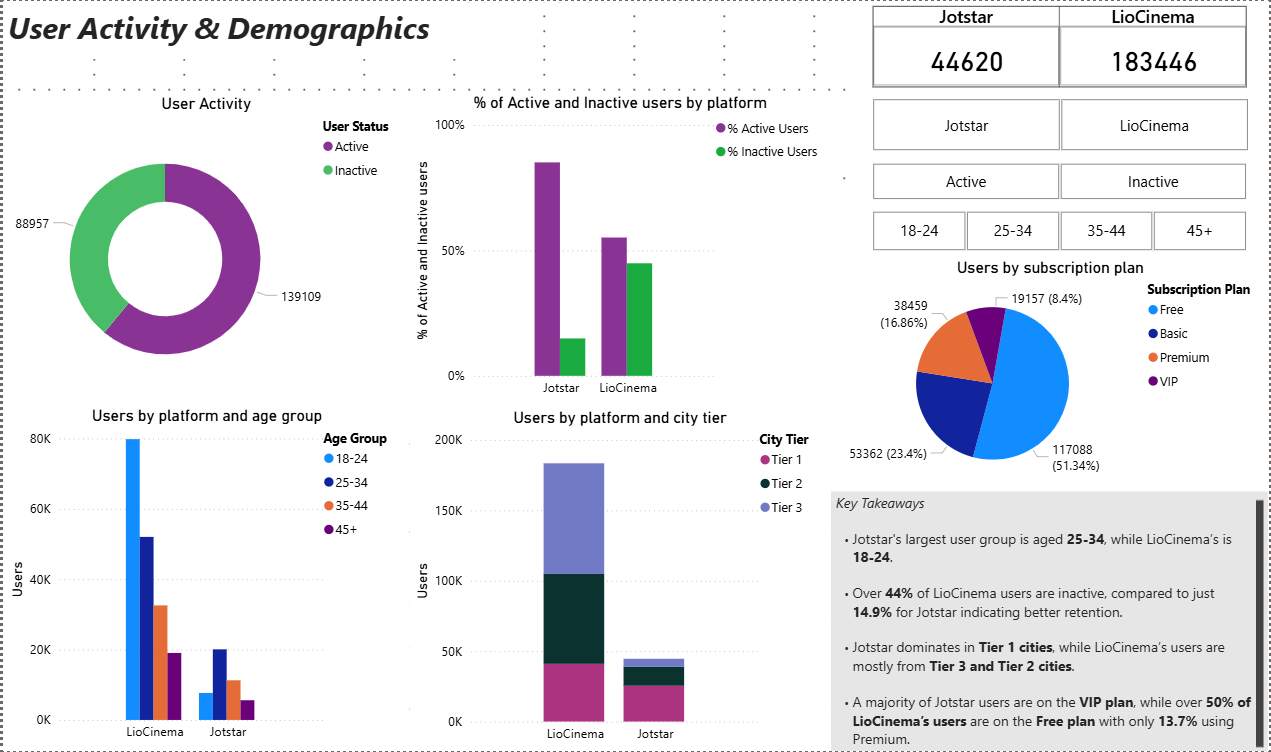 User Activity & Demographics
Jotstar
LioCinema
44620
183446
Jotstar
LioCinema
Active
Inactive
18-24
25-34
35-44
45+
User Activity
User Status
Active
Inactive
88957
139109
% of Active and Inactive users by platform
% Active Users
% Inactive Users
% of Active and Inactive users
100%
50%
0%
Jotstar
LioCinema
Users by subscription plan
Subscription Plan
Free
Basic
Premium
VIP
19157 (8.4%)
38459
(16.86%)
53362 (23.4%)
117088
(51.34%)
Users by platform and age group
Age Group
18-24
25-34
35-44
45+
Users
80K
60K
40K
20K
0K
LioCinema
Jotstar
Users by platform and city tier
City Tier
Tier 1
Tier 2
Tier 3
Users
200K
150K
100K
50K
0K
LioCinema
Jotstar
Key Takeaways
• Jotstar's largest user group is aged 25-34, while LioCinema's is
18-24.
• Over 44% of LioCinema users are inactive, compared to just
14.9% for Jotstar indicating better retention.
• Jotstar dominates in Tier 1 cities, while LioCinema's users are
mostly from Tier 3 and Tier 2 cities.
• A majority of Jotstar users are on the VIP plan, while over 50% of
LioCinema's users are on the Free plan with only 13.7% using
Premium.